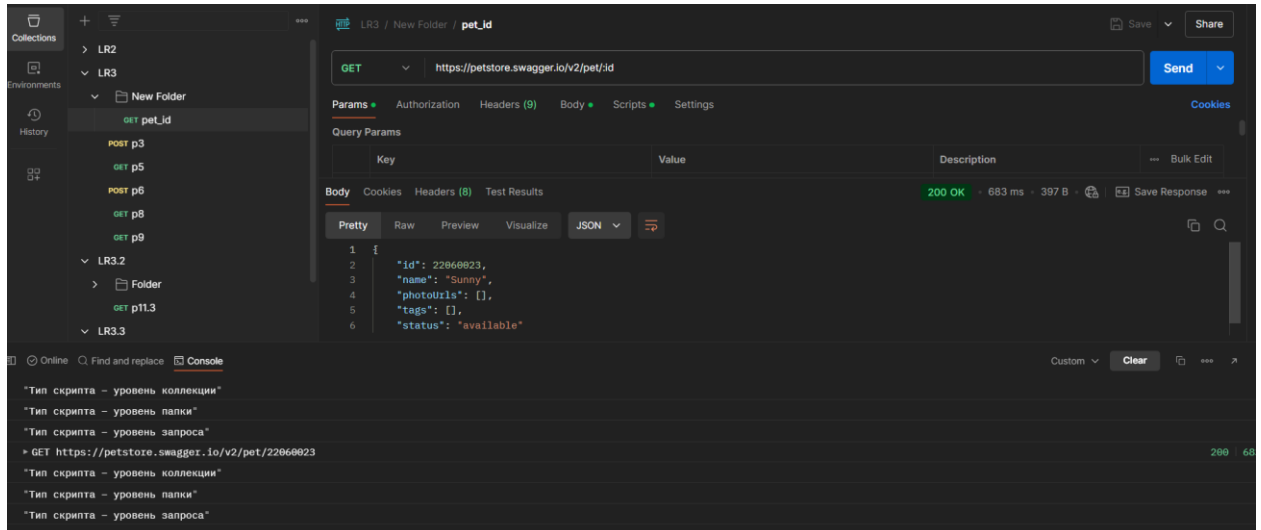 Collections
Environments
History
LR2
LR3
New Folder
GET pet_id
POST p3
GET p5
POST p6
GET p8
GET p9
LR3.2
Folder
GET p11.3
LR3.3
HTTP LR3 / New Folder / pet_id
Save
Share
GET
https://petstore.swagger.io/v2/pet/:id
Send
Params Authorization Headers (9) Body Scripts Settings
Cookies
Query Params
Key Value Description Bulk Edit
Body Cookies Headers (8) Test Results
200 OK 683 ms 397 B
Save Response
Pretty Raw Preview Visualize JSON
1 {
2 "id": 22060023,
3 "name": "Sunny",
4 "photoUrls": [],
5 "tags": [],
6 "status": "available"
Online Find and replace Console
Custom Clear
"Тип скрипта – уровень коллекции"
"Тип скрипта – уровень папки"
"Тип скрипта – уровень запроса"
GET https://petstore.swagger.io/v2/pet/22060023 200 68
"Тип скрипта – уровень коллекции"
"Тип скрипта – уровень папки"
"Тип скрипта – уровень запроса"